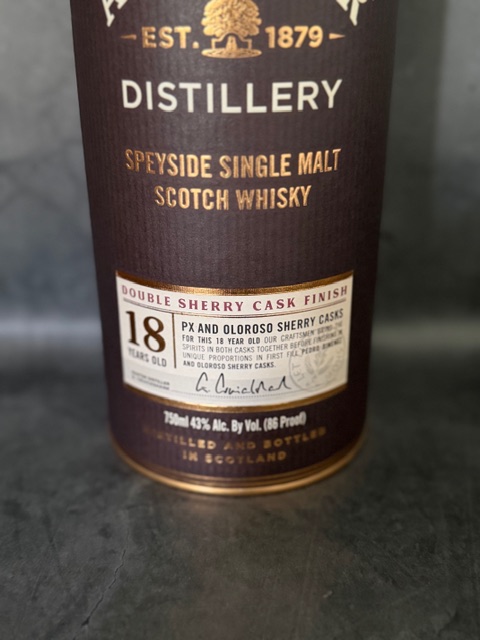 EST. 1879
DISTILLERY
SPEYSIDE SINGLE MALT
SCOTCH WHISKY
DOUBLE SHERRY CASK FINISH
18
YEARS OLD
PX AND OLOROSO SHERRY CASKS
FOR THIS 18 YEAR OLD OUR CRAFTSMEN
SPIRITS IN BOTH CASKS TOGETHER BEFORE FINISHING IN
UNIQUE PROPORTIONS IN FIRST FILL PEDRO XIMÉNEZ
AND OLOROSO SHERRY CASKS.
750ml 43% Alc. By Vol. (86 Proof)
DISTILLED AND BOTTLED
IN SCOTLAND